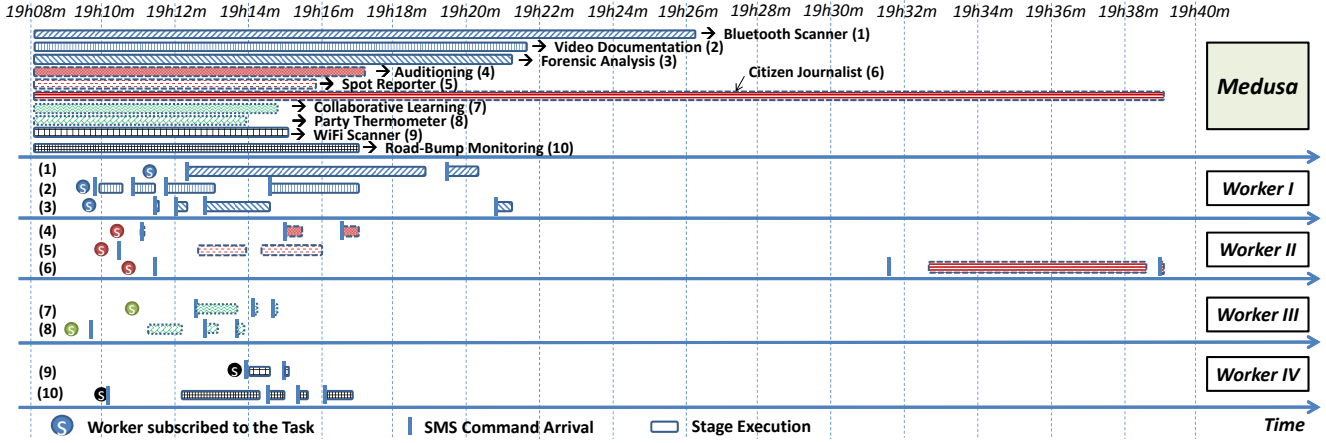 19h08m 19h10m 19h12m 19h14m 19h16m 19h18m 19h20m 19h22m 19h24m 19h26m 19h28m 19h30m 19h32m 19h34m 19h36m 19h38m 19h40m
Bluetooth Scanner (1)
Video Documentation (2)
Forensic Analysis (3)
Auditioning (4)
Citizen Journalist (6)
Spot Reporter (5)
Medusa
Collaborative Learning (7)
Party Thermometer (8)
WiFi Scanner (9)
Road-Bump Monitoring (10)
(1) S
(2) S
Worker I
(3) S
(4) S
(5) S
Worker II
(6) S
(7) S
Worker III
(8) S
(9) S
Worker IV
(10) S
S Worker subscribed to the Task SMS Command Arrival Stage Execution Time